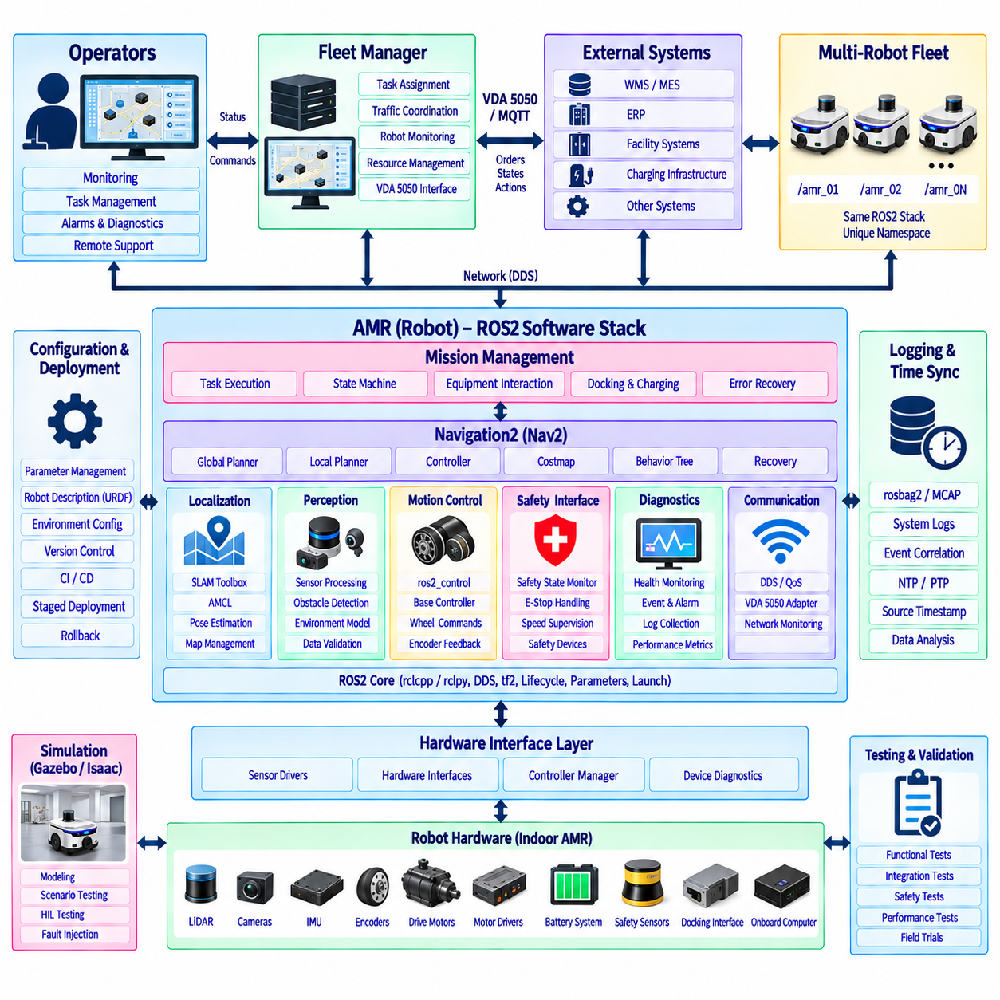 Operators
Monitoring
Task Management
Alarms & Diagnostics
Remote Support
Status
Commands
Fleet Manager
Task Assignment
Traffic Coordination
Robot Monitoring
Resource Management
VDA 5050 Interface
VDA 5050
/ MQTT
Orders
States
Actions
External Systems
WMS / MES
ERP
Facility Systems
Charging Infrastructure
Other Systems
Multi-Robot Fleet
/amr_01
/amr_02
/amr_0N
Same ROS2 Stack
Unique Namespace
Network (DDS)
Configuration &
Deployment
Parameter Management
Robot Description (URDF)
Environment Config
Version Control
CI / CD
Staged Deployment
Rollback
AMR (Robot) – ROS2 Software Stack
Mission Management
Task Execution
State Machine
Equipment Interaction
Docking & Charging
Error Recovery
Navigation2 (Nav2)
Global Planner
Local Planner
Controller
Costmap
Behavior Tree
Recovery
Localization
SLAM Toolbox
AMCL
Pose Estimation
Map Management
Perception
Sensor Processing
Obstacle Detection
Environment Model
Data Validation
Motion Control
ros2_control
Base Controller
Wheel Commands
Encoder Feedback
Safety Interface
Safety State Monitor
E-Stop Handling
Speed Supervision
Safety Devices
Diagnostics
Health Monitoring
Event & Alarm
Log Collection
Performance Metrics
Communication
DDS / QoS
VDA 5050 Adapter
Network Monitoring
ROS2 Core (rclcpp / rclpy, DDS, tf2, Lifecycle, Parameters, Launch)
Logging &
Time Sync
rosbag2 / MCAP
System Logs
Event Correlation
NTP / PTP
Source Timestamp
Data Analysis
Hardware Interface Layer
Sensor Drivers
Hardware Interfaces
Controller Manager
Device Diagnostics
Simulation
(Gazebo / Isaac)
Modeling
Scenario Testing
HIL Testing
Fault Injection
Robot Hardware (Indoor AMR)
LiDAR
Cameras
IMU
Encoders
Drive Motors
Motor Drivers
Battery System
Safety Sensors
Docking Interface
Onboard Computer
Testing & Validation
Functional Tests
Integration Tests
Safety Tests
Performance Tests
Field Trials